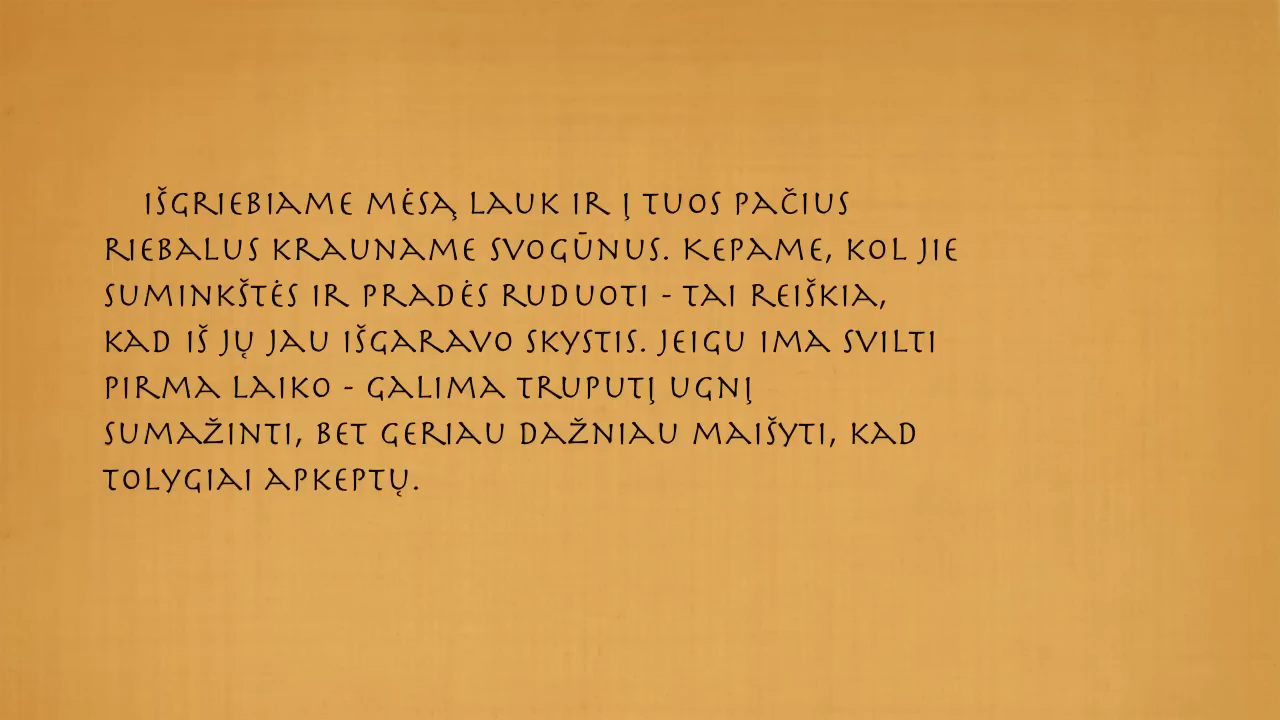 Išgriebiame mėsą lauk ir į tuos pačius
riebalus krauname svogūnus. Kepame, kol jie
suminkštės ir pradės ruduoti - tai reiškia,
kad iš jų jau išgaravo skystis. Jeigu ima svilti
pirma laiko - galima truputį ugnį
sumažinti, bet geriau dažniau maišyti, kad
tolygiai apkeptų.